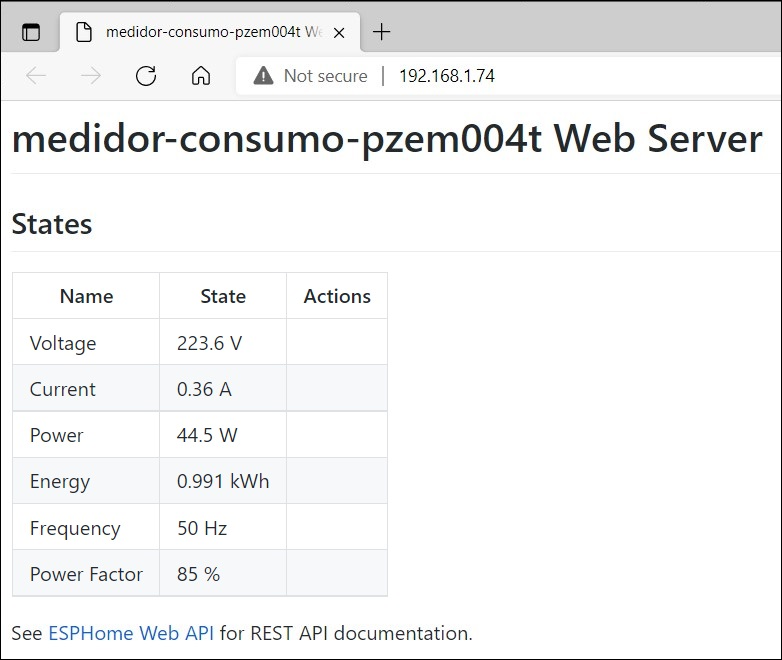 medidor-consumo-pzem004t We
Not secure | 192.168.1.74
medidor-consumo-pzem004t Web Server
States
Name State Actions
Voltage 223.6 V
Current 0.36 A
Power 44.5 W
Energy 0.991 kWh
Frequency 50 Hz
Power Factor 85 %
See ESPHome Web API for REST API documentation.